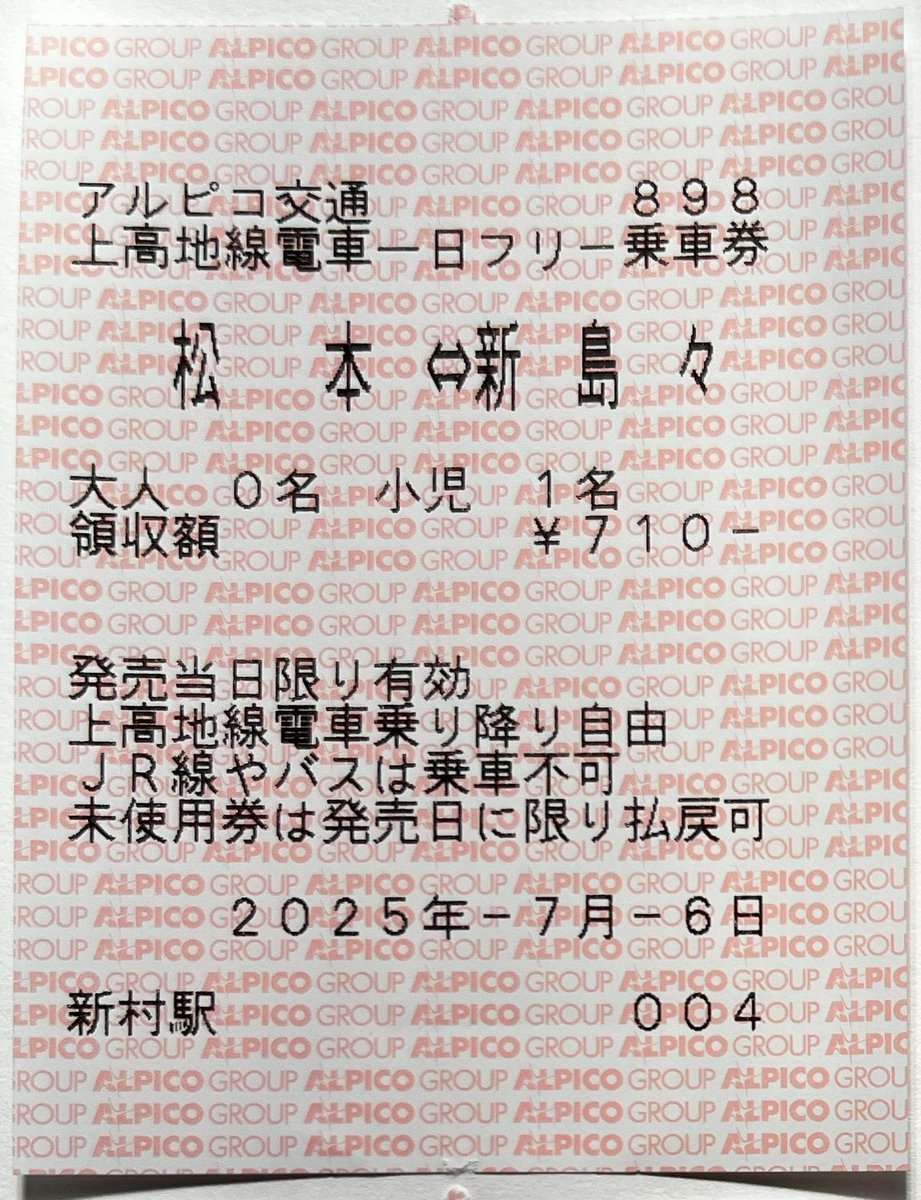 アルピコ交通 898
上高地線電車一日フリー乗車券
松本⇔新島々
大人 0名 小児 1名
領収額 ¥710-
発売当日限り有効
上高地線電車乗り降り自由
JR線やバスは乗車不可
未使用券は発売日に限り払戻可
2025年-7月-6日
新村駅 004
ALPICO GROUP